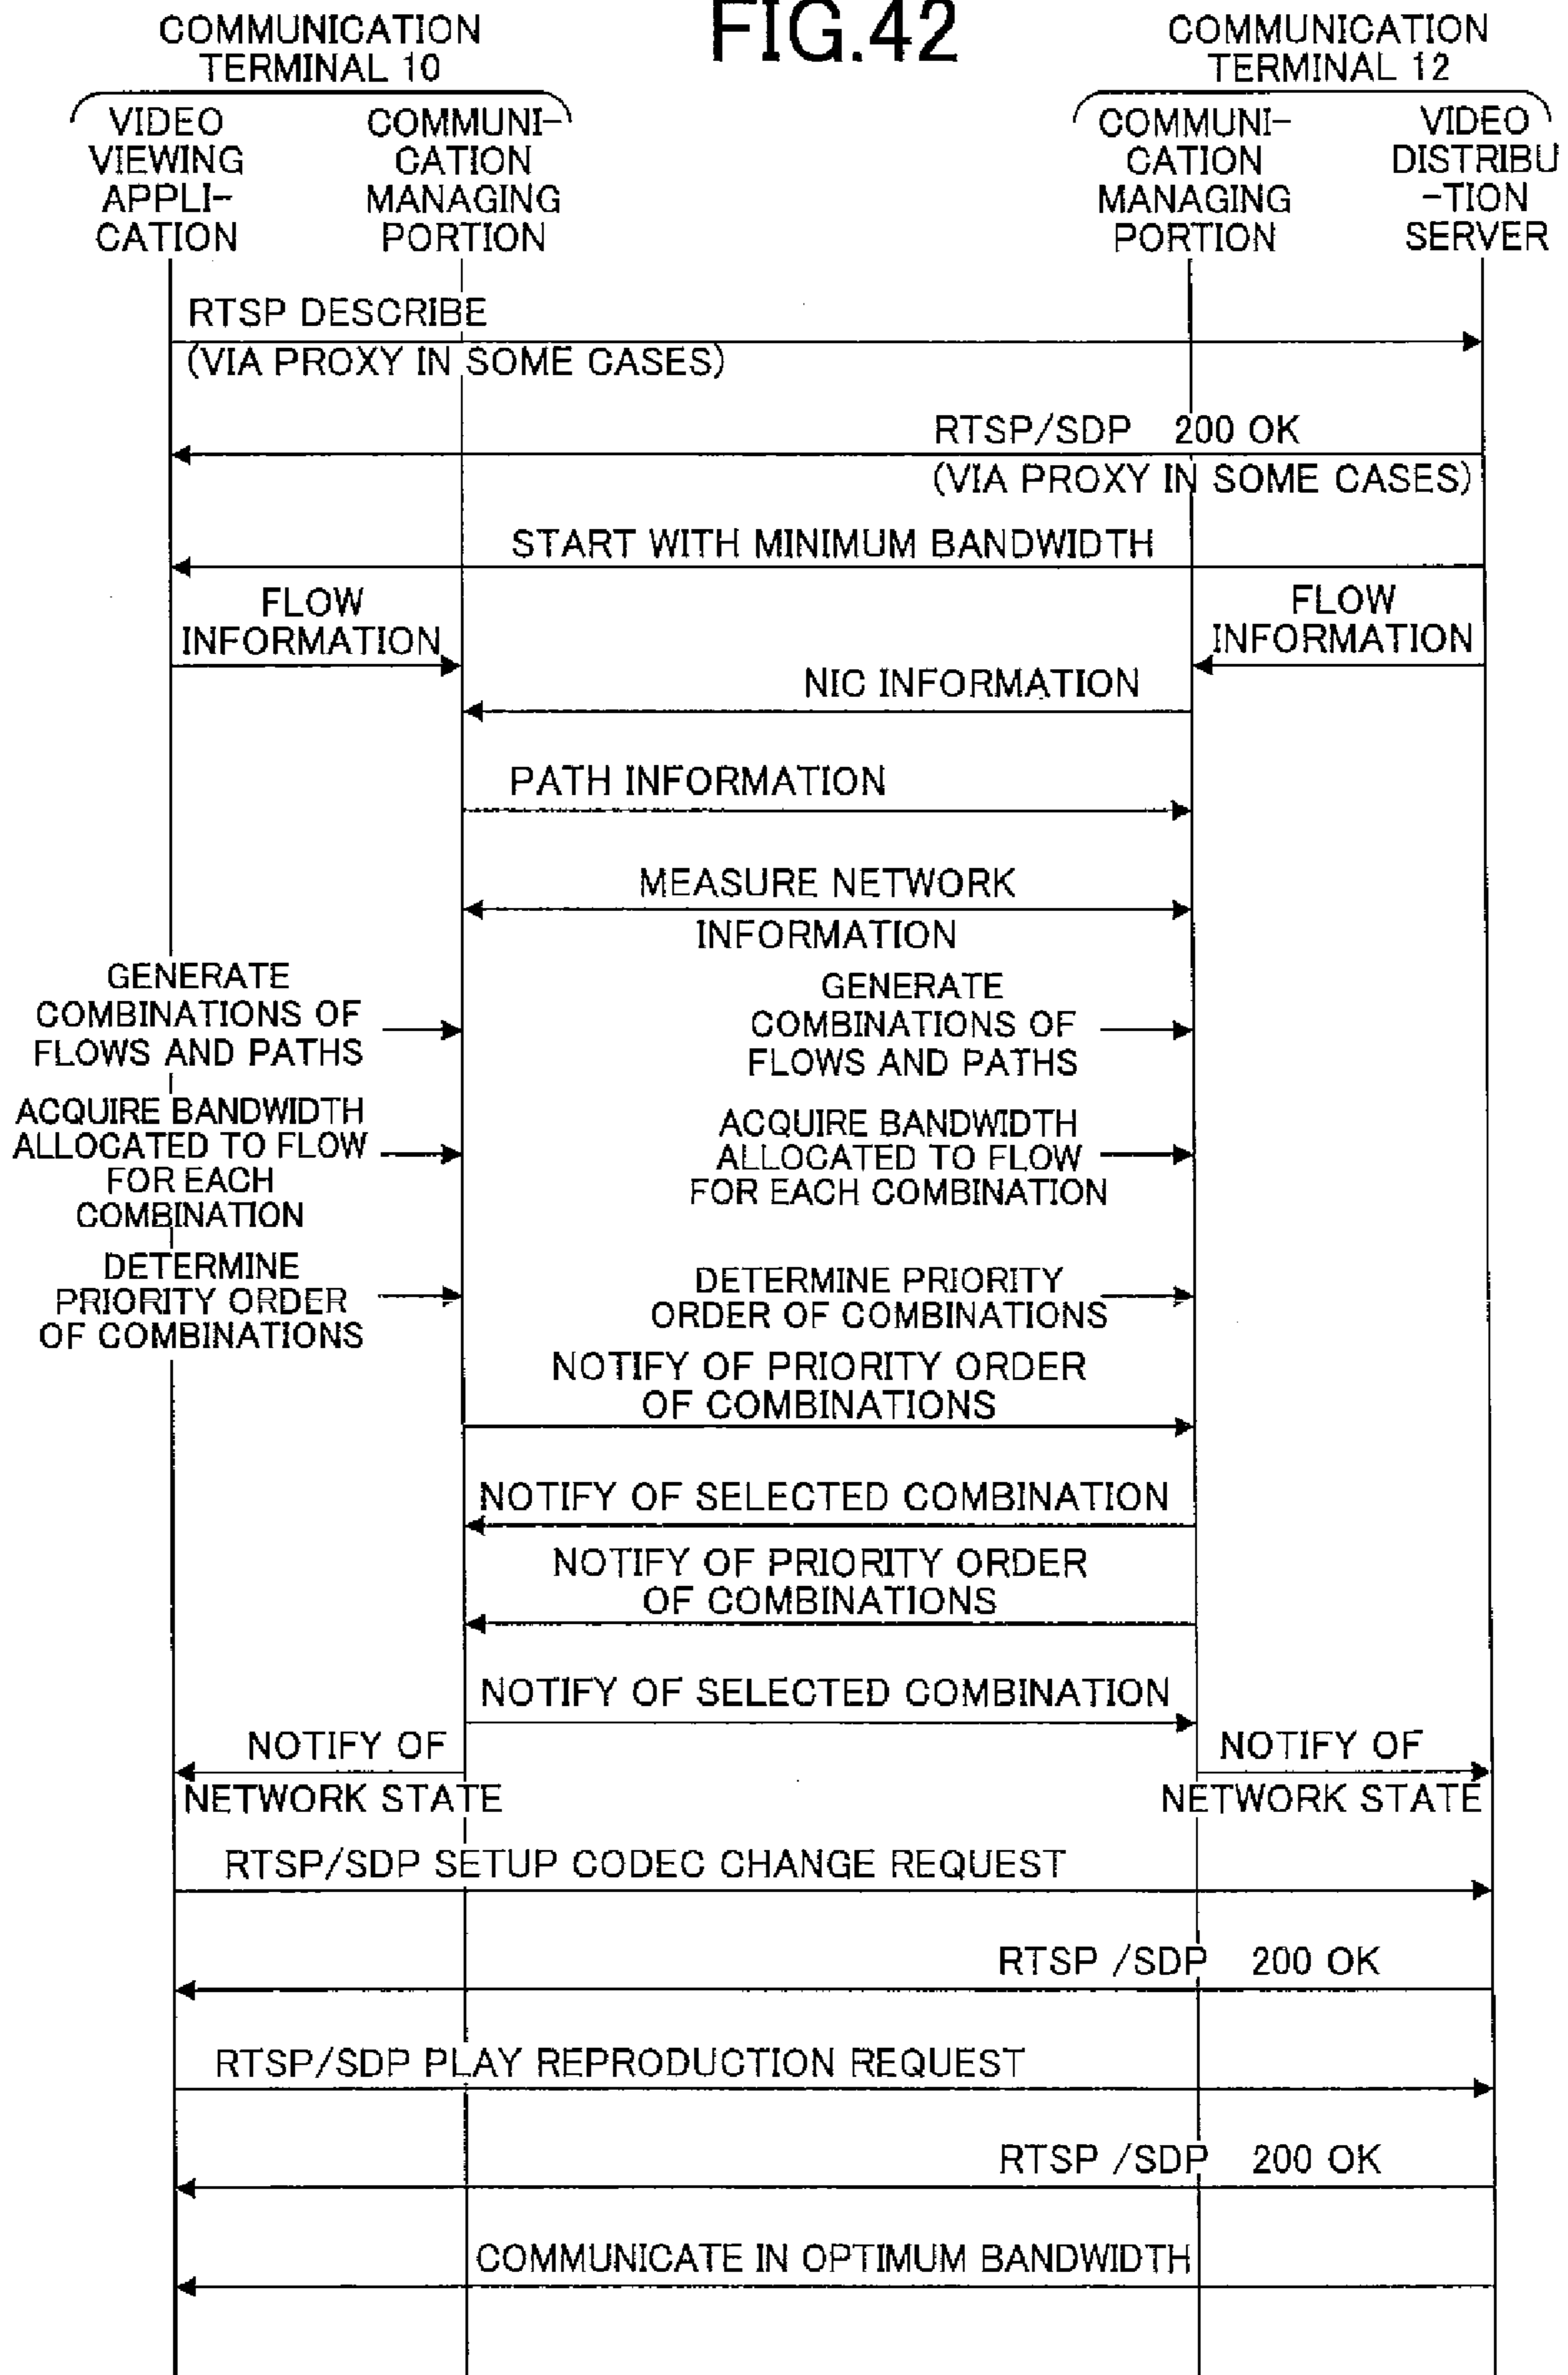 FIG.42
COMMUNICATION
TERMINAL 10
COMMUNICATION
TERMINAL 12
VIDEO
VIEWING
APPLI-
CATION
COMMUNI-
CATION
MANAGING
PORTION
COMMUNI-
CATION
MANAGING
PORTION
VIDEO
DISTRIBU
-TION
SERVER
RTSP DESCRIBE
(VIA PROXY IN SOME CASES)
RTSP/SDP 200 OK
(VIA PROXY IN SOME CASES)
START WITH MINIMUM BANDWIDTH
FLOW
INFORMATION
FLOW
INFORMATION
NIC INFORMATION
PATH INFORMATION
MEASURE NETWORK
INFORMATION
GENERATE
COMBINATIONS OF
FLOWS AND PATHS
GENERATE
COMBINATIONS OF
FLOWS AND PATHS
ACQUIRE BANDWIDTH
ALLOCATED TO FLOW
FOR EACH
COMBINATION
ACQUIRE BANDWIDTH
ALLOCATED TO FLOW
FOR EACH COMBINATION
DETERMINE
PRIORITY ORDER
OF COMBINATIONS
DETERMINE PRIORITY
ORDER OF COMBINATIONS
NOTIFY OF PRIORITY ORDER
OF COMBINATIONS
NOTIFY OF SELECTED COMBINATION
NOTIFY OF PRIORITY ORDER
OF COMBINATIONS
NOTIFY OF SELECTED COMBINATION
NOTIFY OF
NETWORK STATE
NOTIFY OF
NETWORK STATE
RTSP/SDP SETUP CODEC CHANGE REQUEST
RTSP /SDP 200 OK
RTSP/SDP PLAY REPRODUCTION REQUEST
RTSP /SDP 200 OK
COMMUNICATE IN OPTIMUM BANDWIDTH